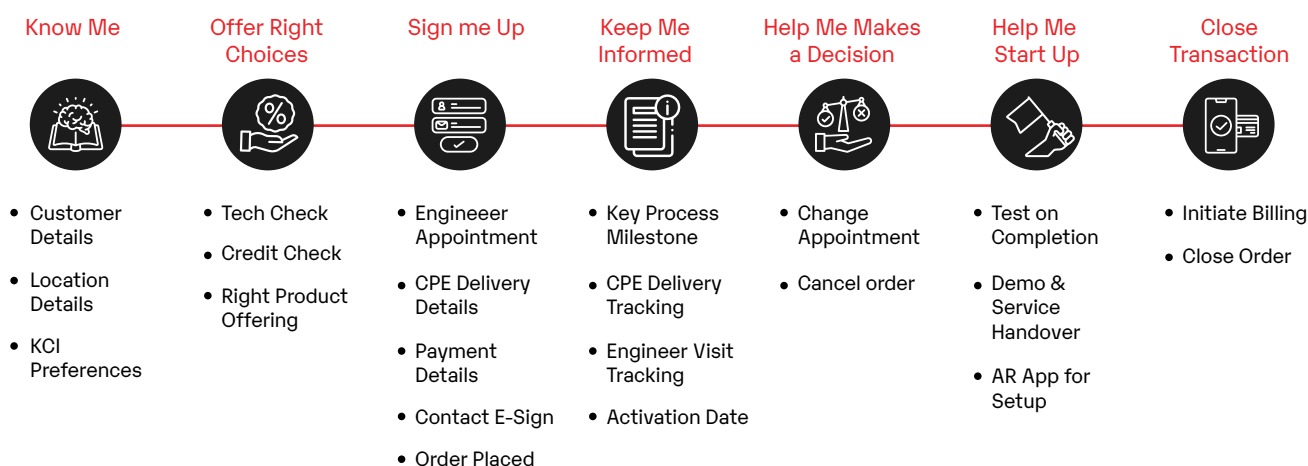 Know Me
Offer Right
Choices
Sign me Up
Keep Me
Informed
Help Me Makes
a Decision
Help Me
Start Up
Close
Transaction
• Customer
Details
• Location
Details
• KCI
Preferences
• Tech Check
• Credit Check
• Right Product
Offering
• Engineeer
Appointment
• CPE Delivery
Details
• Payment
Details
• Contact E-Sign
• Order Placed
• Key Process
Milestone
• CPE Delivery
Tracking
• Engineer Visit
Tracking
• Activation Date
• Change
Appointment
• Cancel order
• Test on
Completion
• Demo &
Service
Handover
• AR App for
Setup
• Initiate Billing
• Close Order